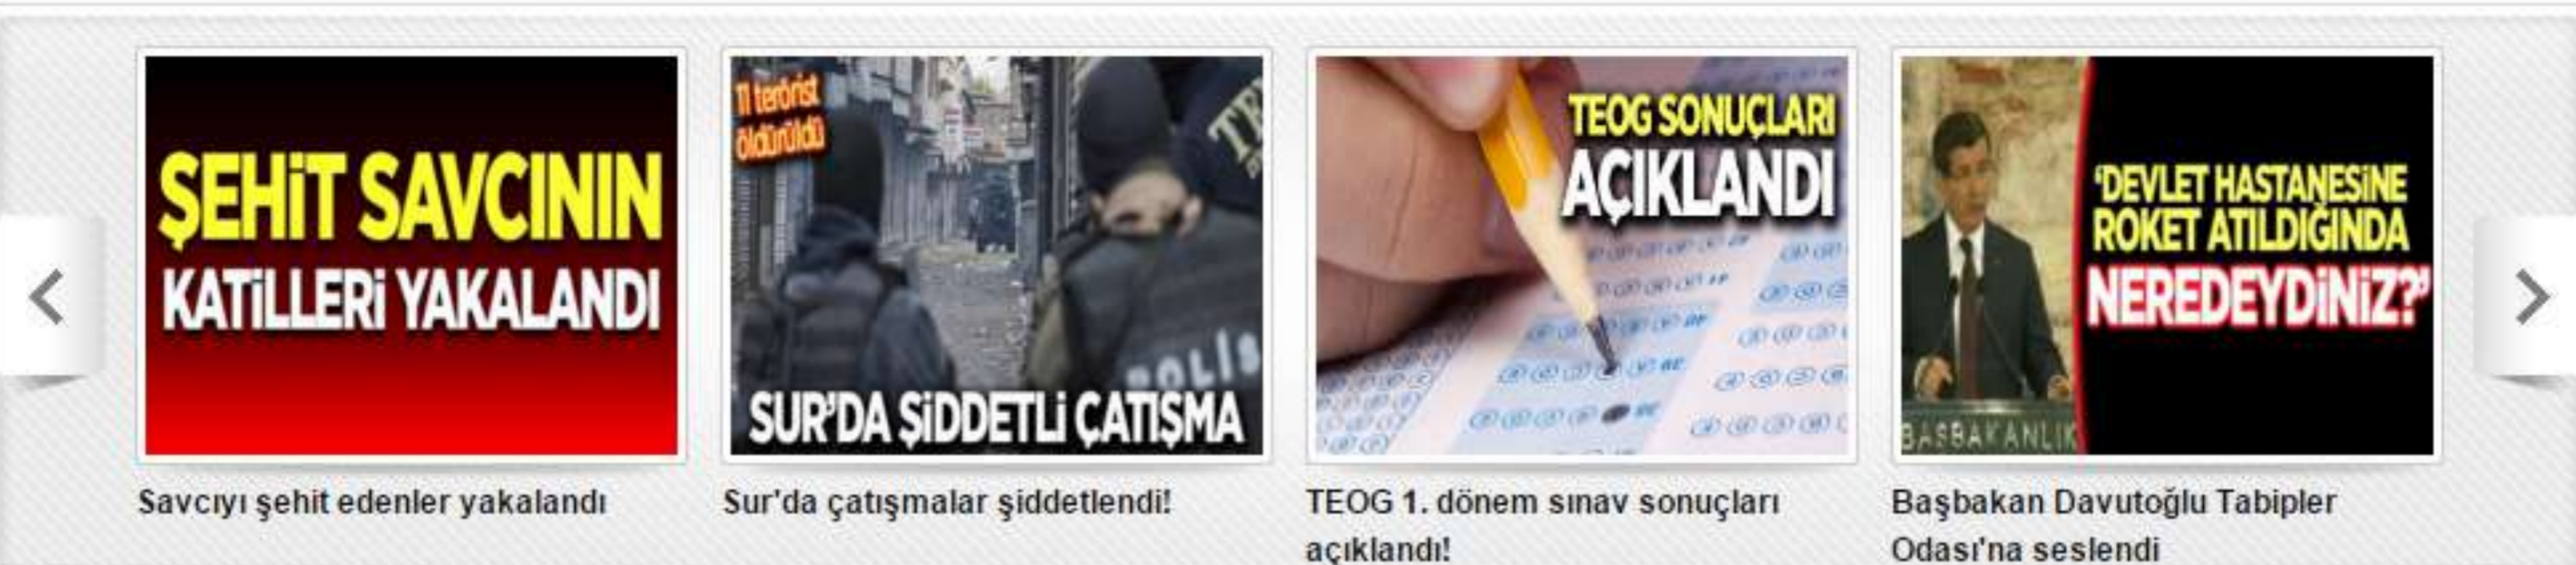 ŞEHİT SAVCININ
KATİLLERİ YAKALANDI
Savcıyı şehit edenler yakalandı
11 terörist
öldürüldü
POLİS
SUR'DA ŞİDDETLİ ÇATIŞMA
Sur'da çatışmalar şiddetlendi!
TEOG SONUÇLARI
AÇIKLANDI
TEOG 1. dönem sınav sonuçları
açıklandı!
'DEVLET HASTANESİNE
ROKET ATILDIĞINDA
NEREDEYDİNİZ?'
BAŞBAKANLIK
Başbakan Davutoğlu Tabipler
Odası'na seslendi